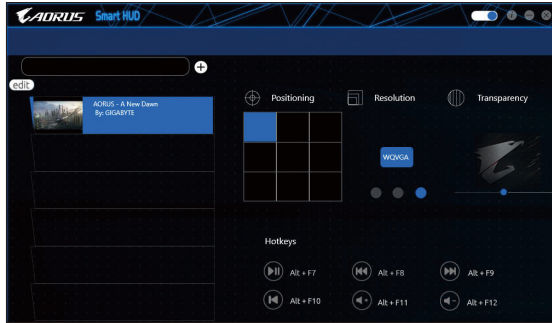 AORUS Smart HUD
edit
AORUS - A New Dawn
By: GIGABYTE
Positioning Resolution Transparency
WQVGA
Hotkeys
Alt + F7 Alt + F8 Alt + F9
Alt + F10 Alt + F11 Alt + F12